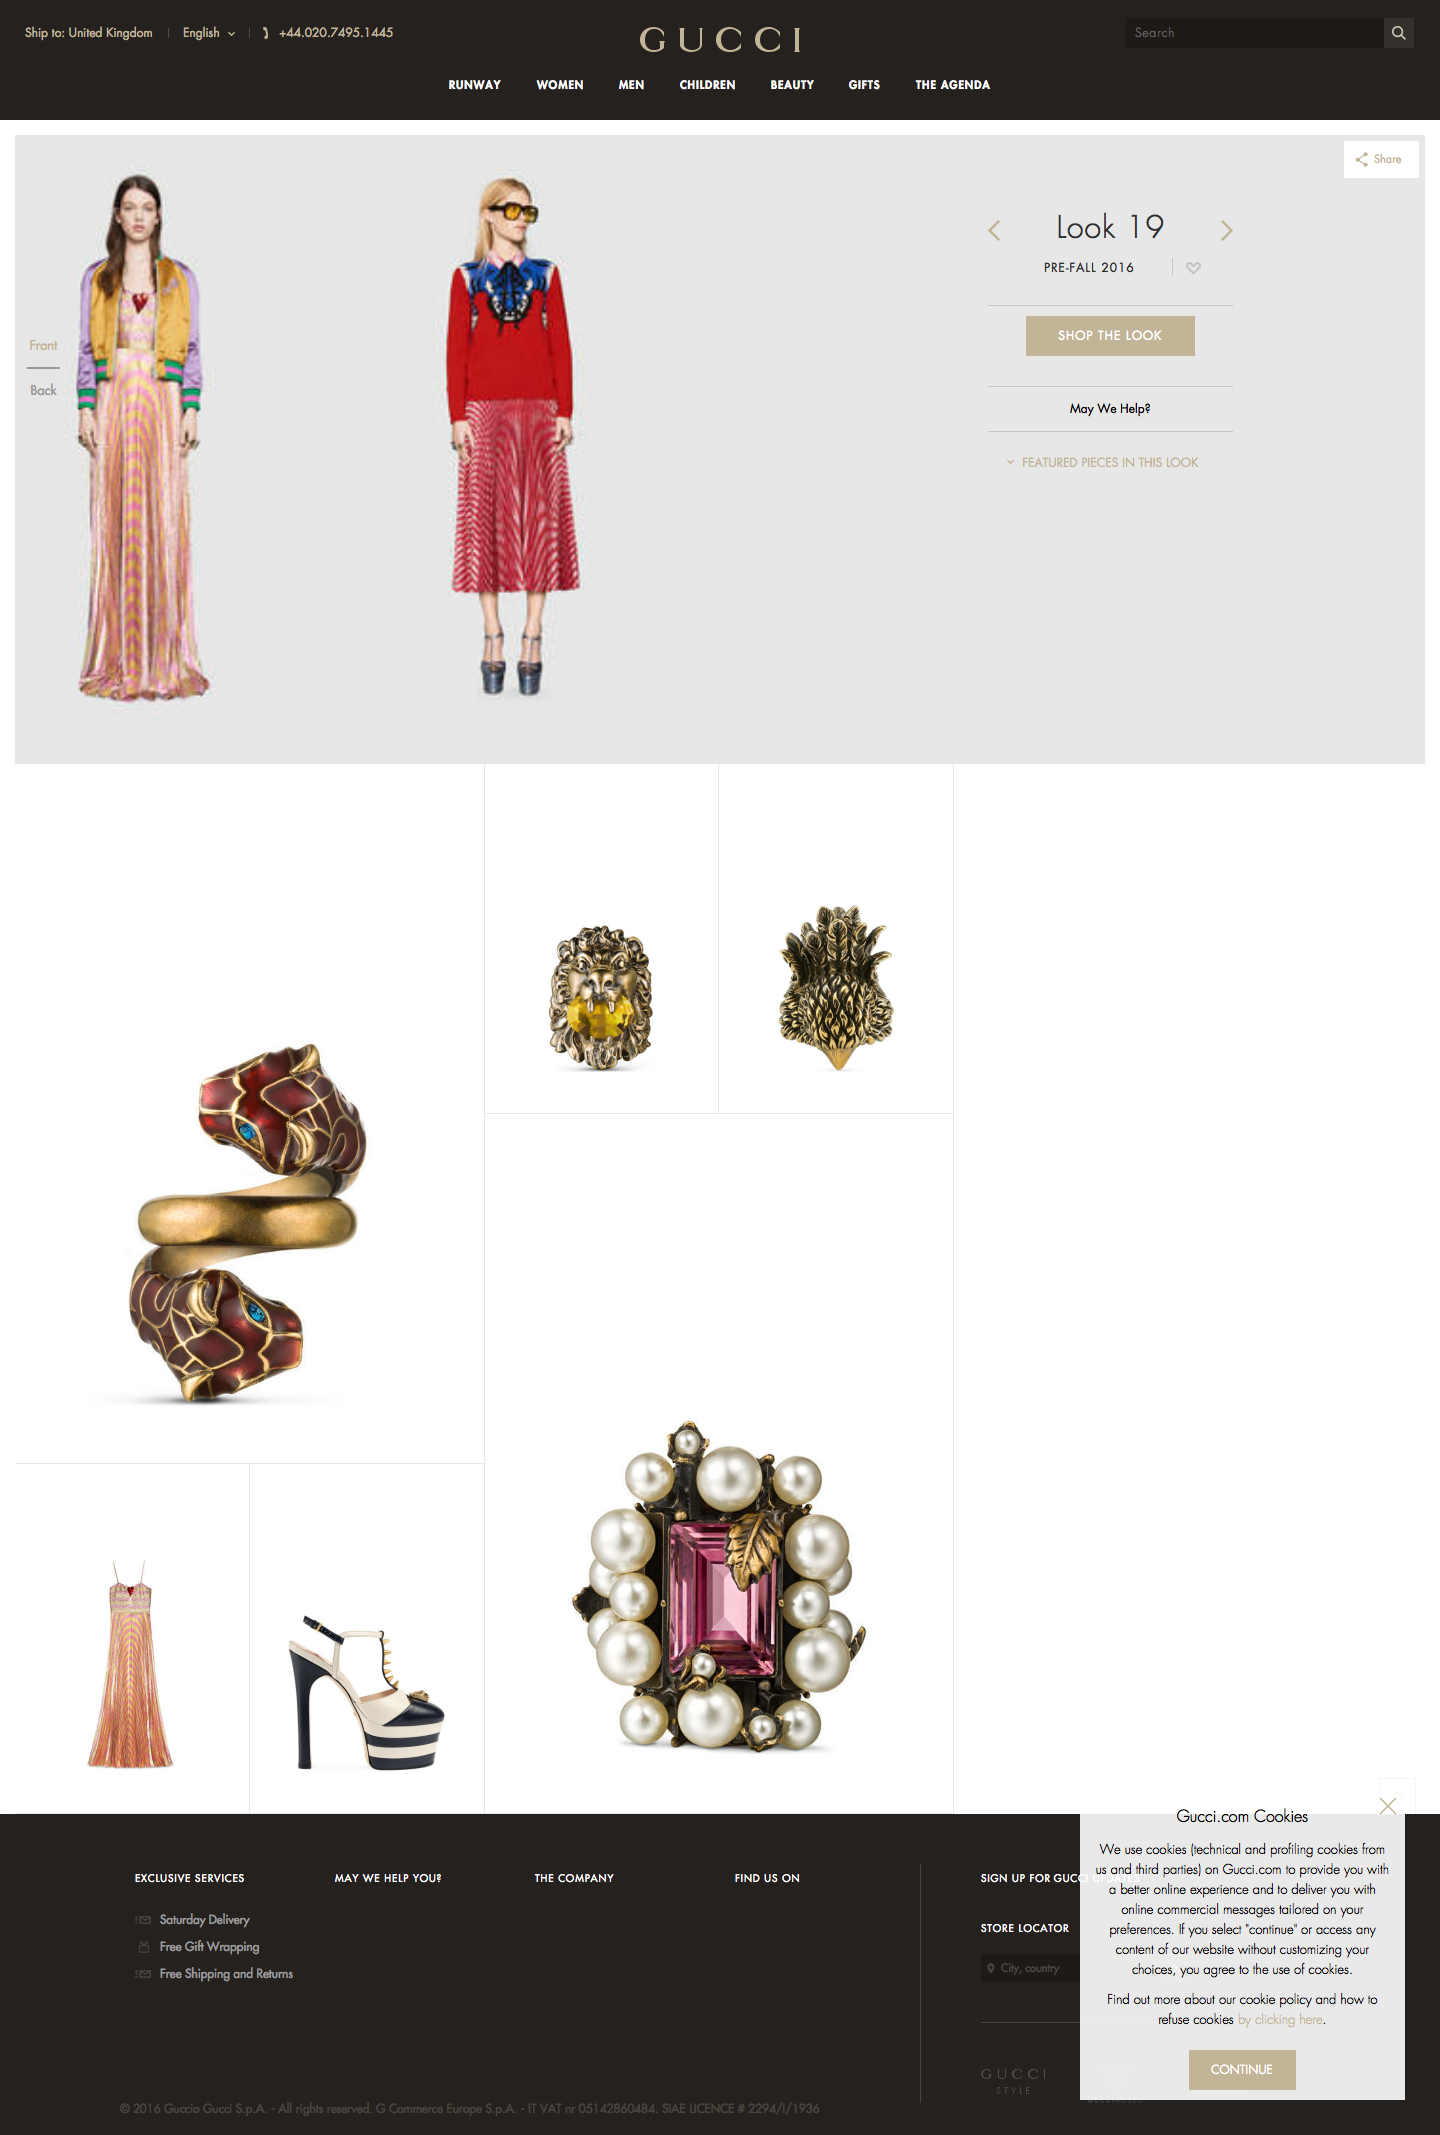 Ship to: United Kingdom
English
+44.020.7495.1445
GUCCI
Search
RUNWAY WOMEN MEN CHILDREN BEAUTY GIFTS THE AGENDA
Share
Look 19
PRE-FALL 2016
SHOP THE LOOK
May We Help?
FEATURED PIECES IN THIS LOOK
Front
Back
EXCLUSIVE SERVICES
Saturday Delivery
Free Gift Wrapping
Free Shipping and Returns
MAY WE HELP YOU?
THE COMPANY
FIND US ON
SIGN UP FOR GUCCI UPDATES
STORE LOCATOR
City, country
GUCCI
STYLE
Gucci.com Cookies
We use cookies (technical and profiling cookies from
us and third parties) on Gucci.com to provide you with
a better online experience and to deliver you with
online commercial messages tailored on your
preferences. If you select "continue" or access any
content of our website without customizing your
choices, you agree to the use of cookies.
Find out more about our cookie policy and how to
refuse cookies by clicking here.
CONTINUE
© 2016 Guccio Gucci S.p.A. - All rights reserved. G Commerce Europe S.p.A. - IT VAT nr 05142860484. SIAE LICENCE # 2294/I/1936